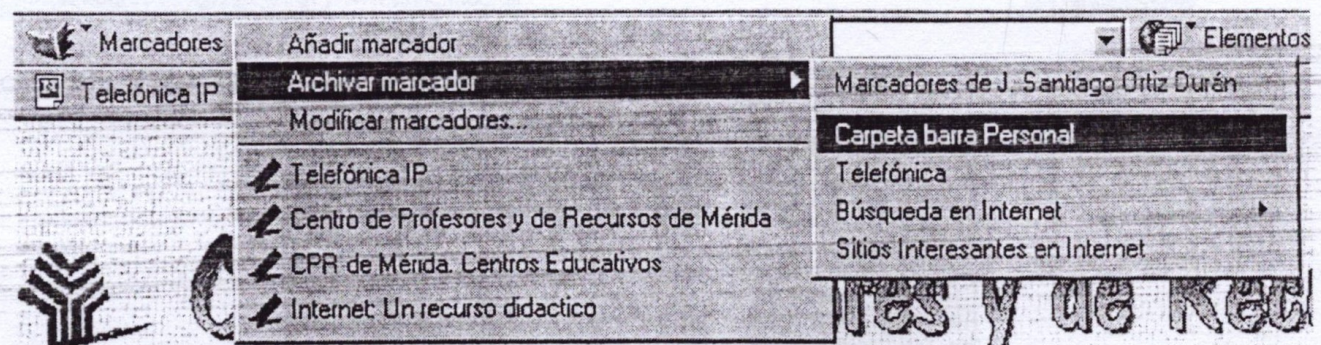 Marcadores
Telefónica IP
Añadir marcador
Archivar marcador
Modificar marcadores...
Telefónica IP
Centro de Profesores y de Recursos de Mérida
CPR de Mérida. Centros Educativos
Internet: Un recurso didactico
Elementos
Marcadores de J. Santiago Ortiz Durán
Carpeta barra Personal
Telefónica
Búsqueda en Internet
Sitios Interesantes en Internet
y de